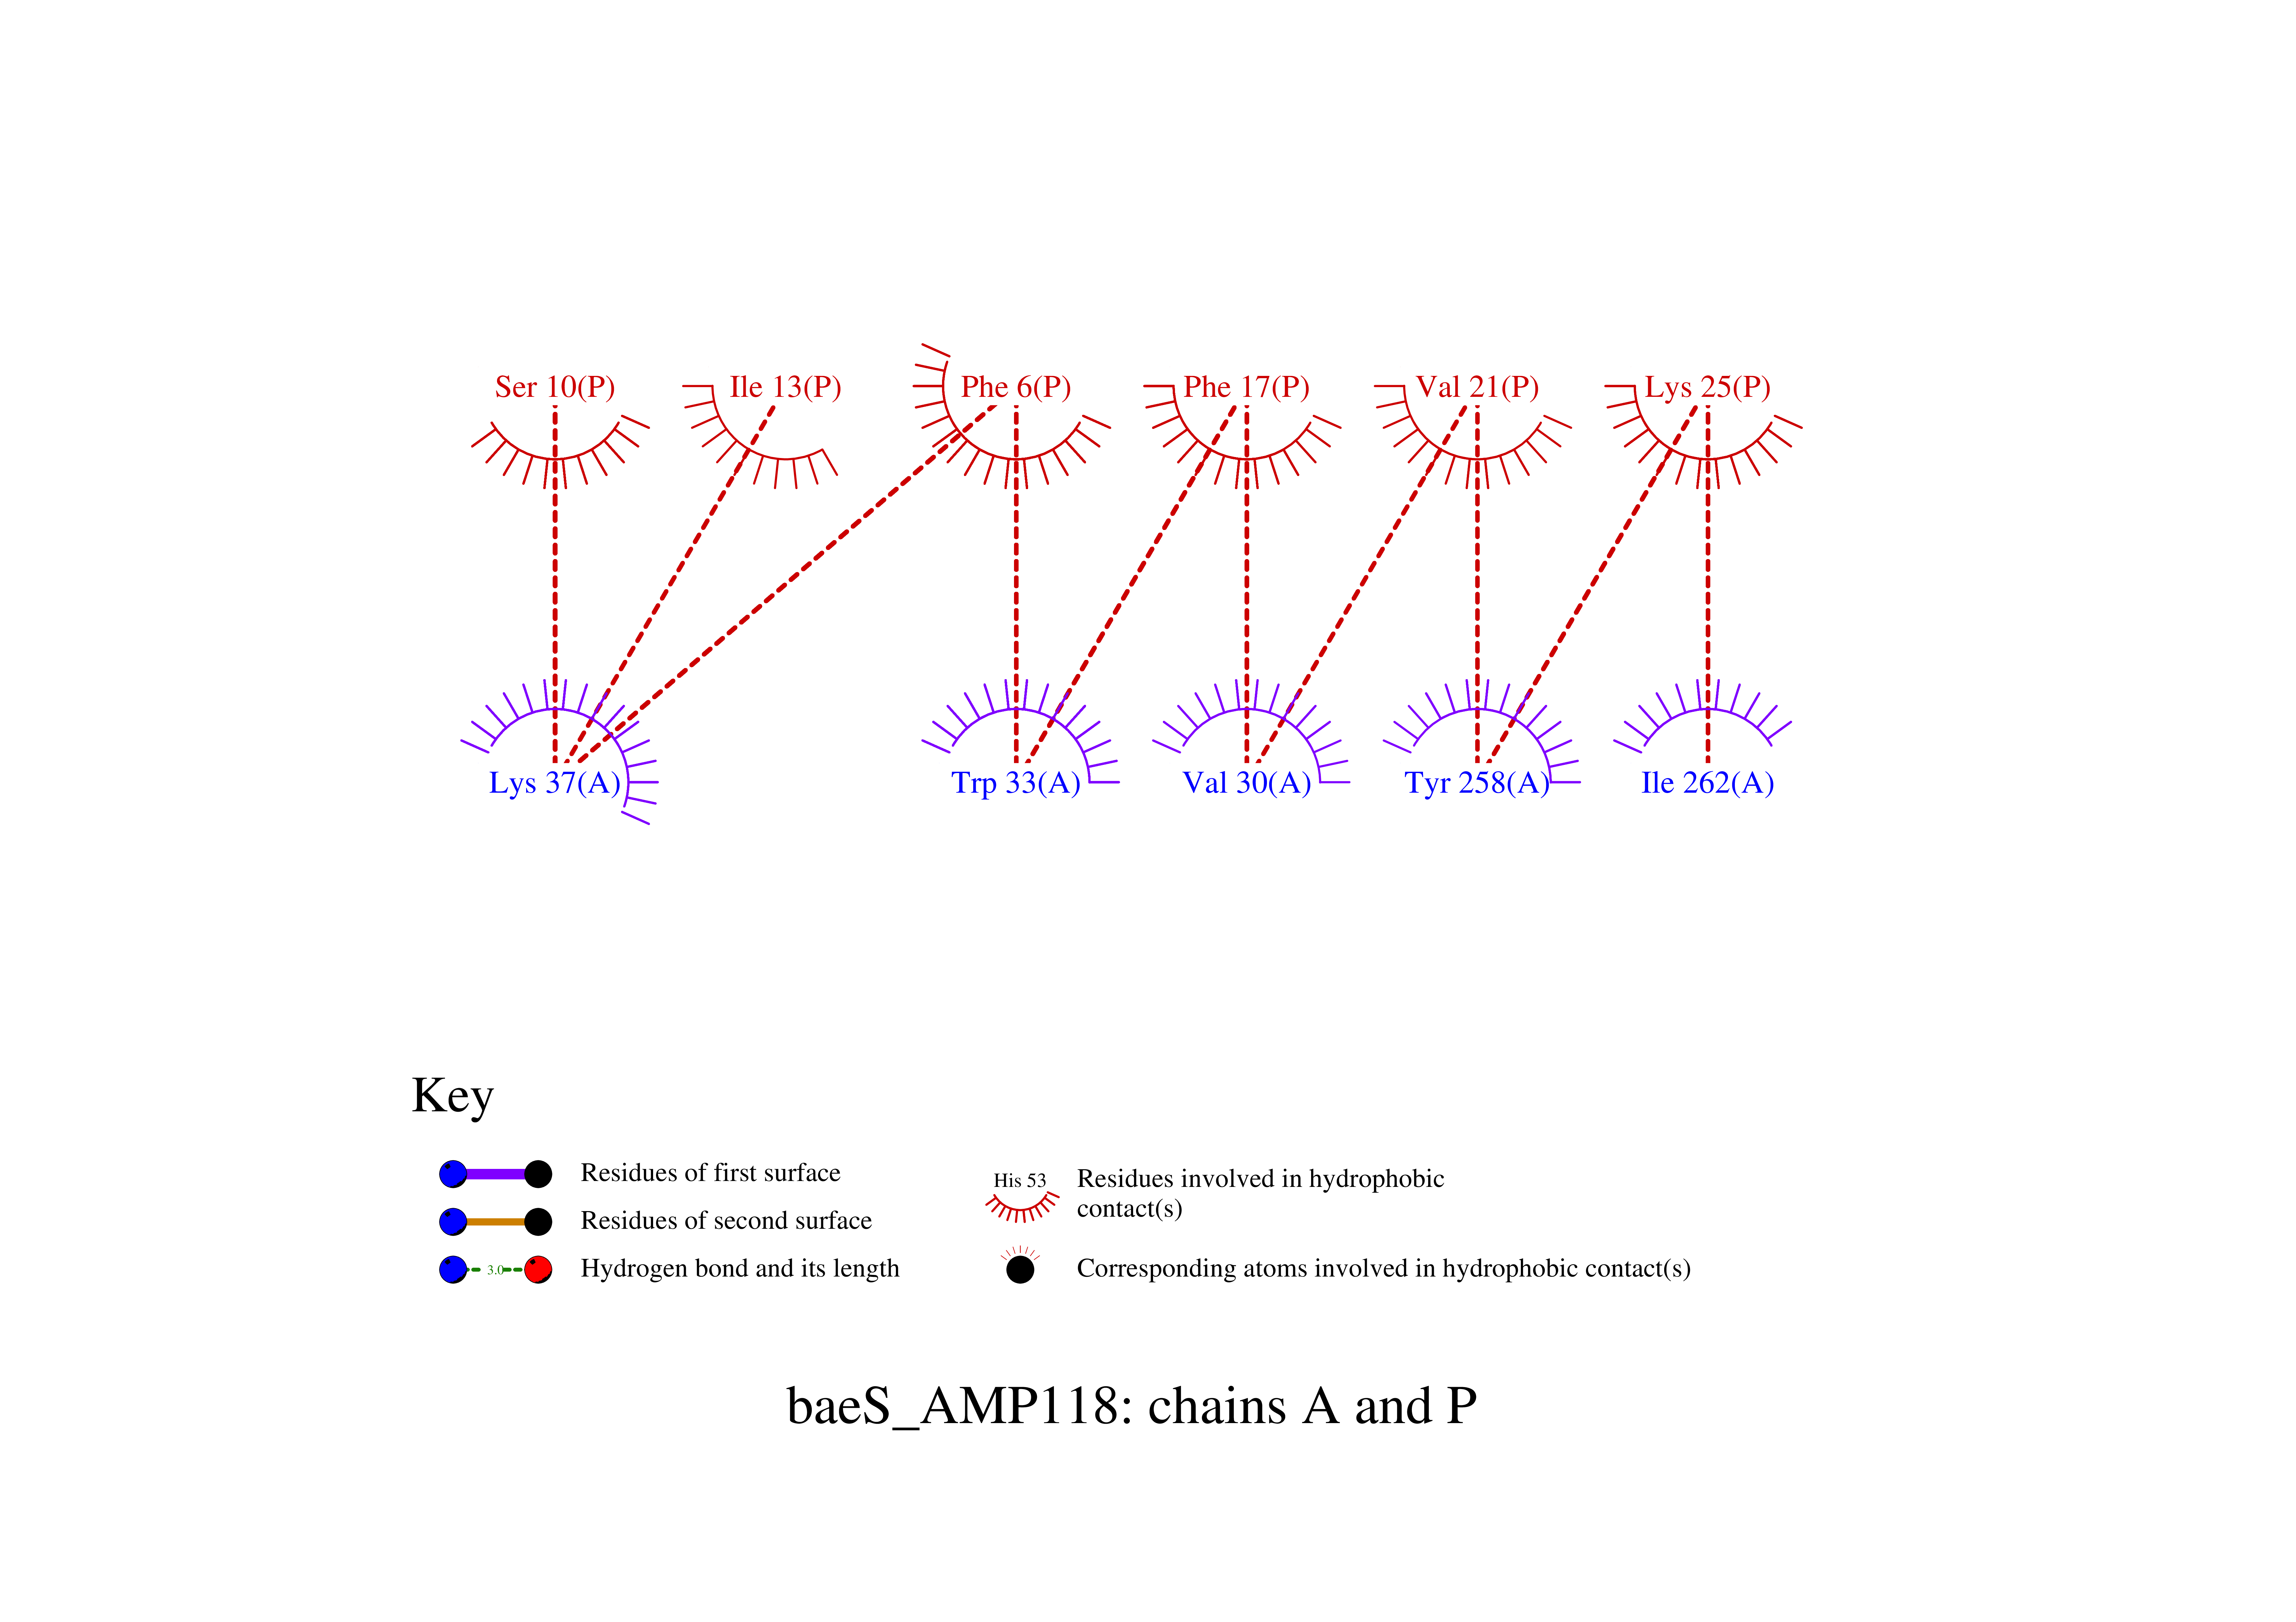 Ser 10(P) Ile 13(P) Phe 6(P) Phe 17(P) Val 21(P) Lys 25(P)
Lys 37(A) Trp 33(A) Val 30(A) Tyr 258(A) Ile 262(A)
Key
Residues of first surface
Residues of second surface
3.0 Hydrogen bond and its length
His 53 Residues involved in hydrophobic
contact(s)
Corresponding atoms involved in hydrophobic contact(s)
baeS_AMP118: chains A and P